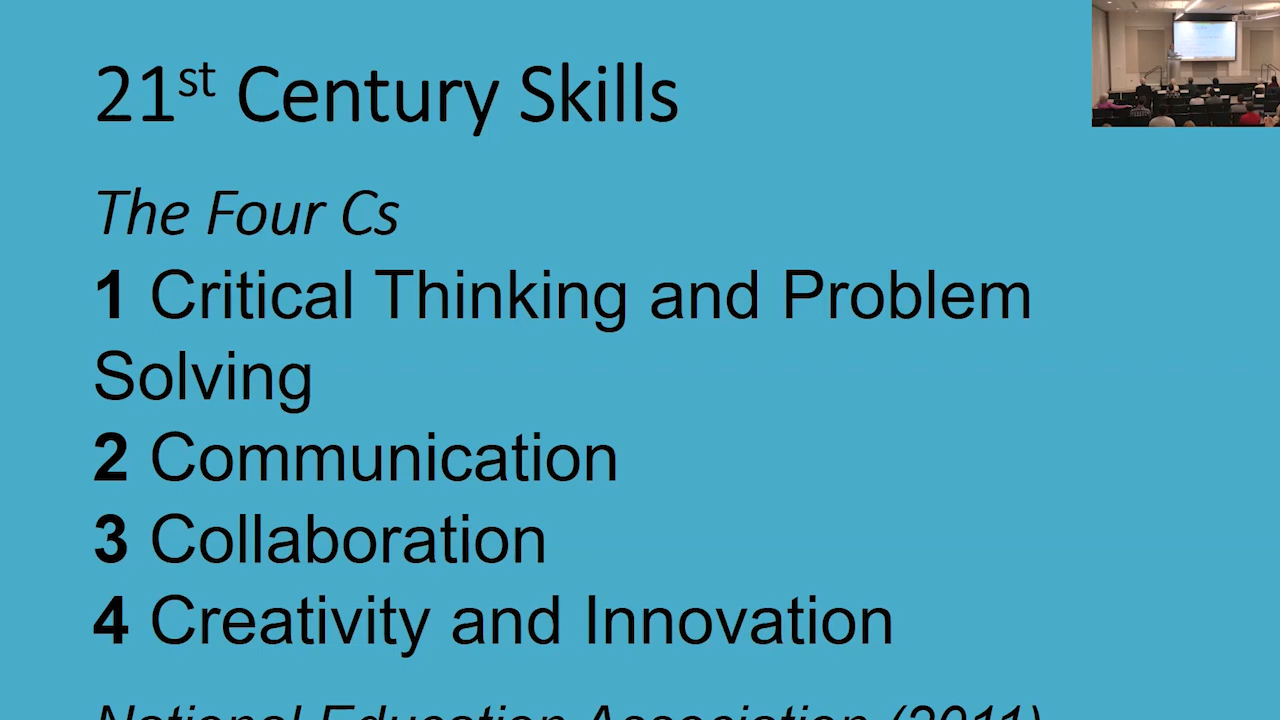 21st Century Skills
The Four Cs
1 Critical Thinking and Problem
Solving
2 Communication
3 Collaboration
4 Creativity and Innovation
National Education Association (2011)